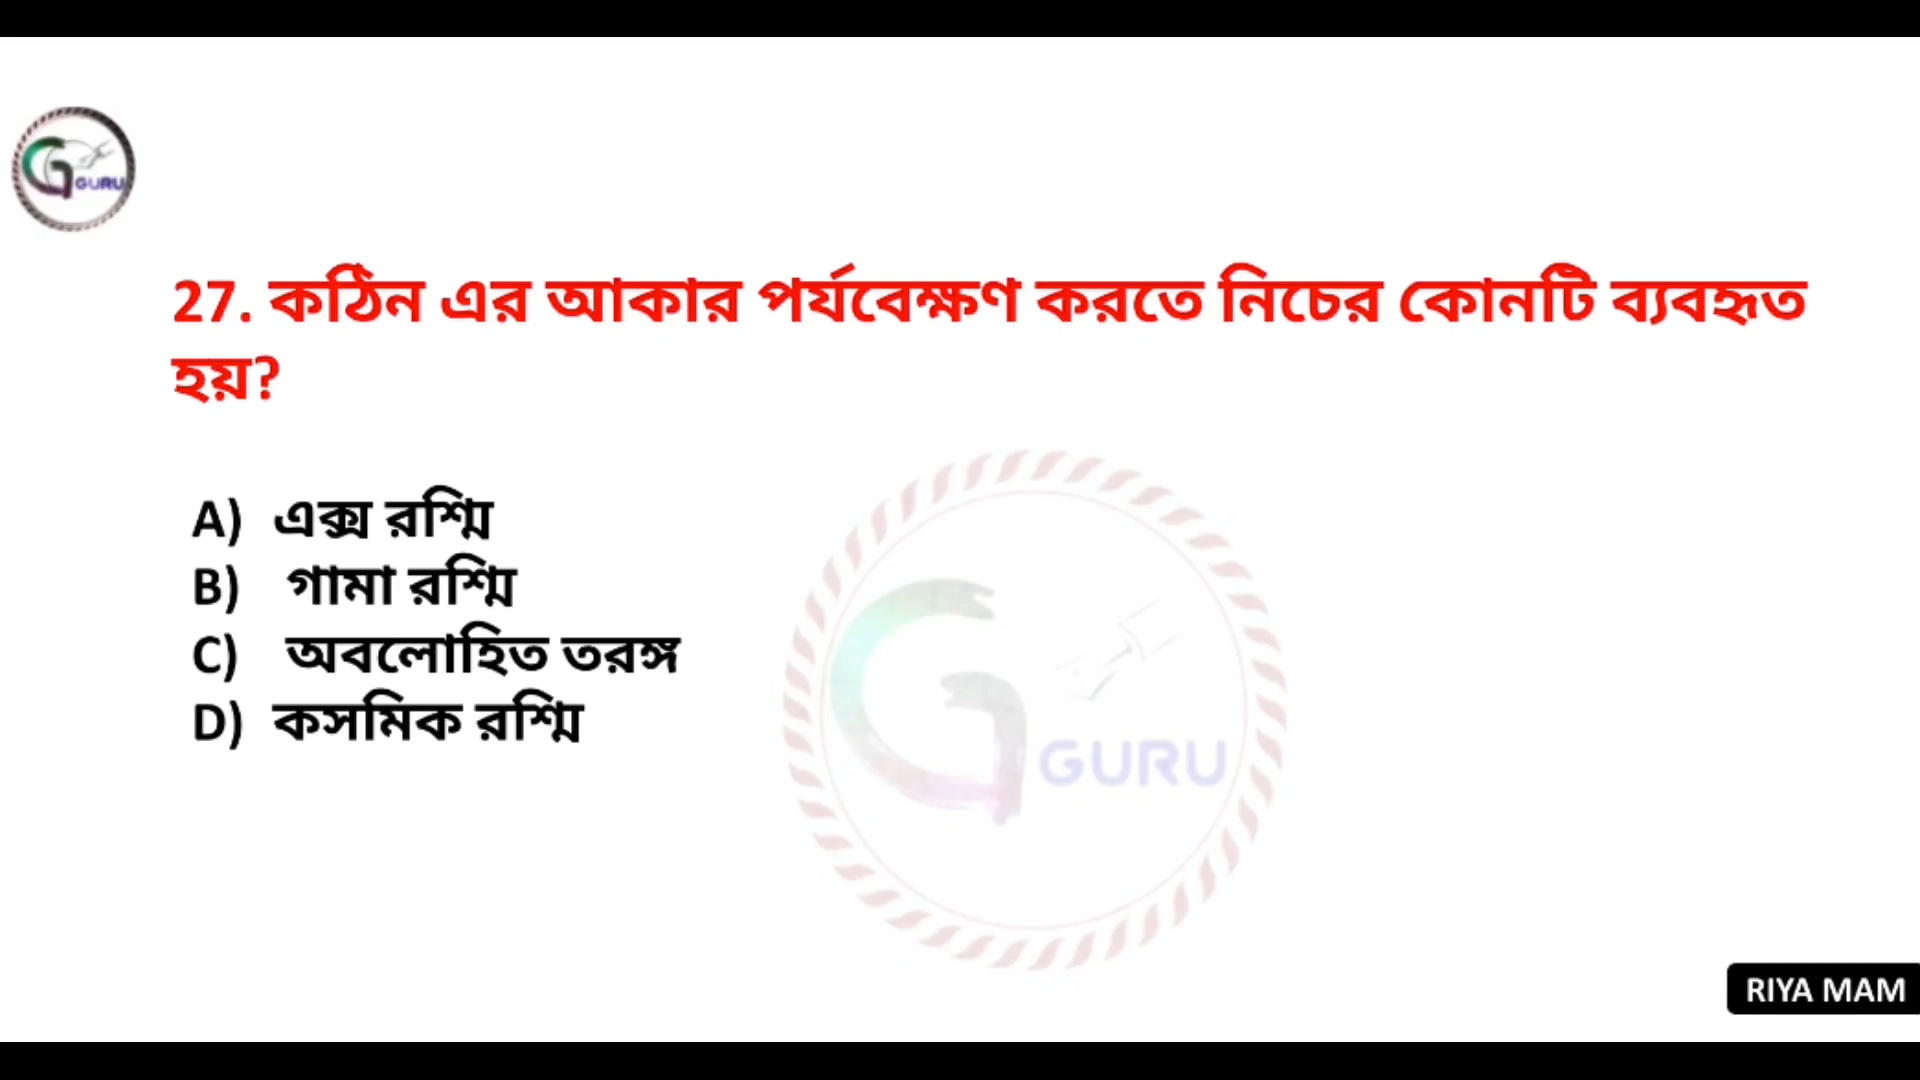 GURU
27. কঠিন এর আকার পর্যবেক্ষণ করতে নিচের কোনটি ব্যবহৃত
হয়?
A) এক্স রশ্মি
B) গামা রশ্মি
C) অবলোহিত তরঙ্গ
D) কসমিক রশ্মি
GURU
RIYA MAM